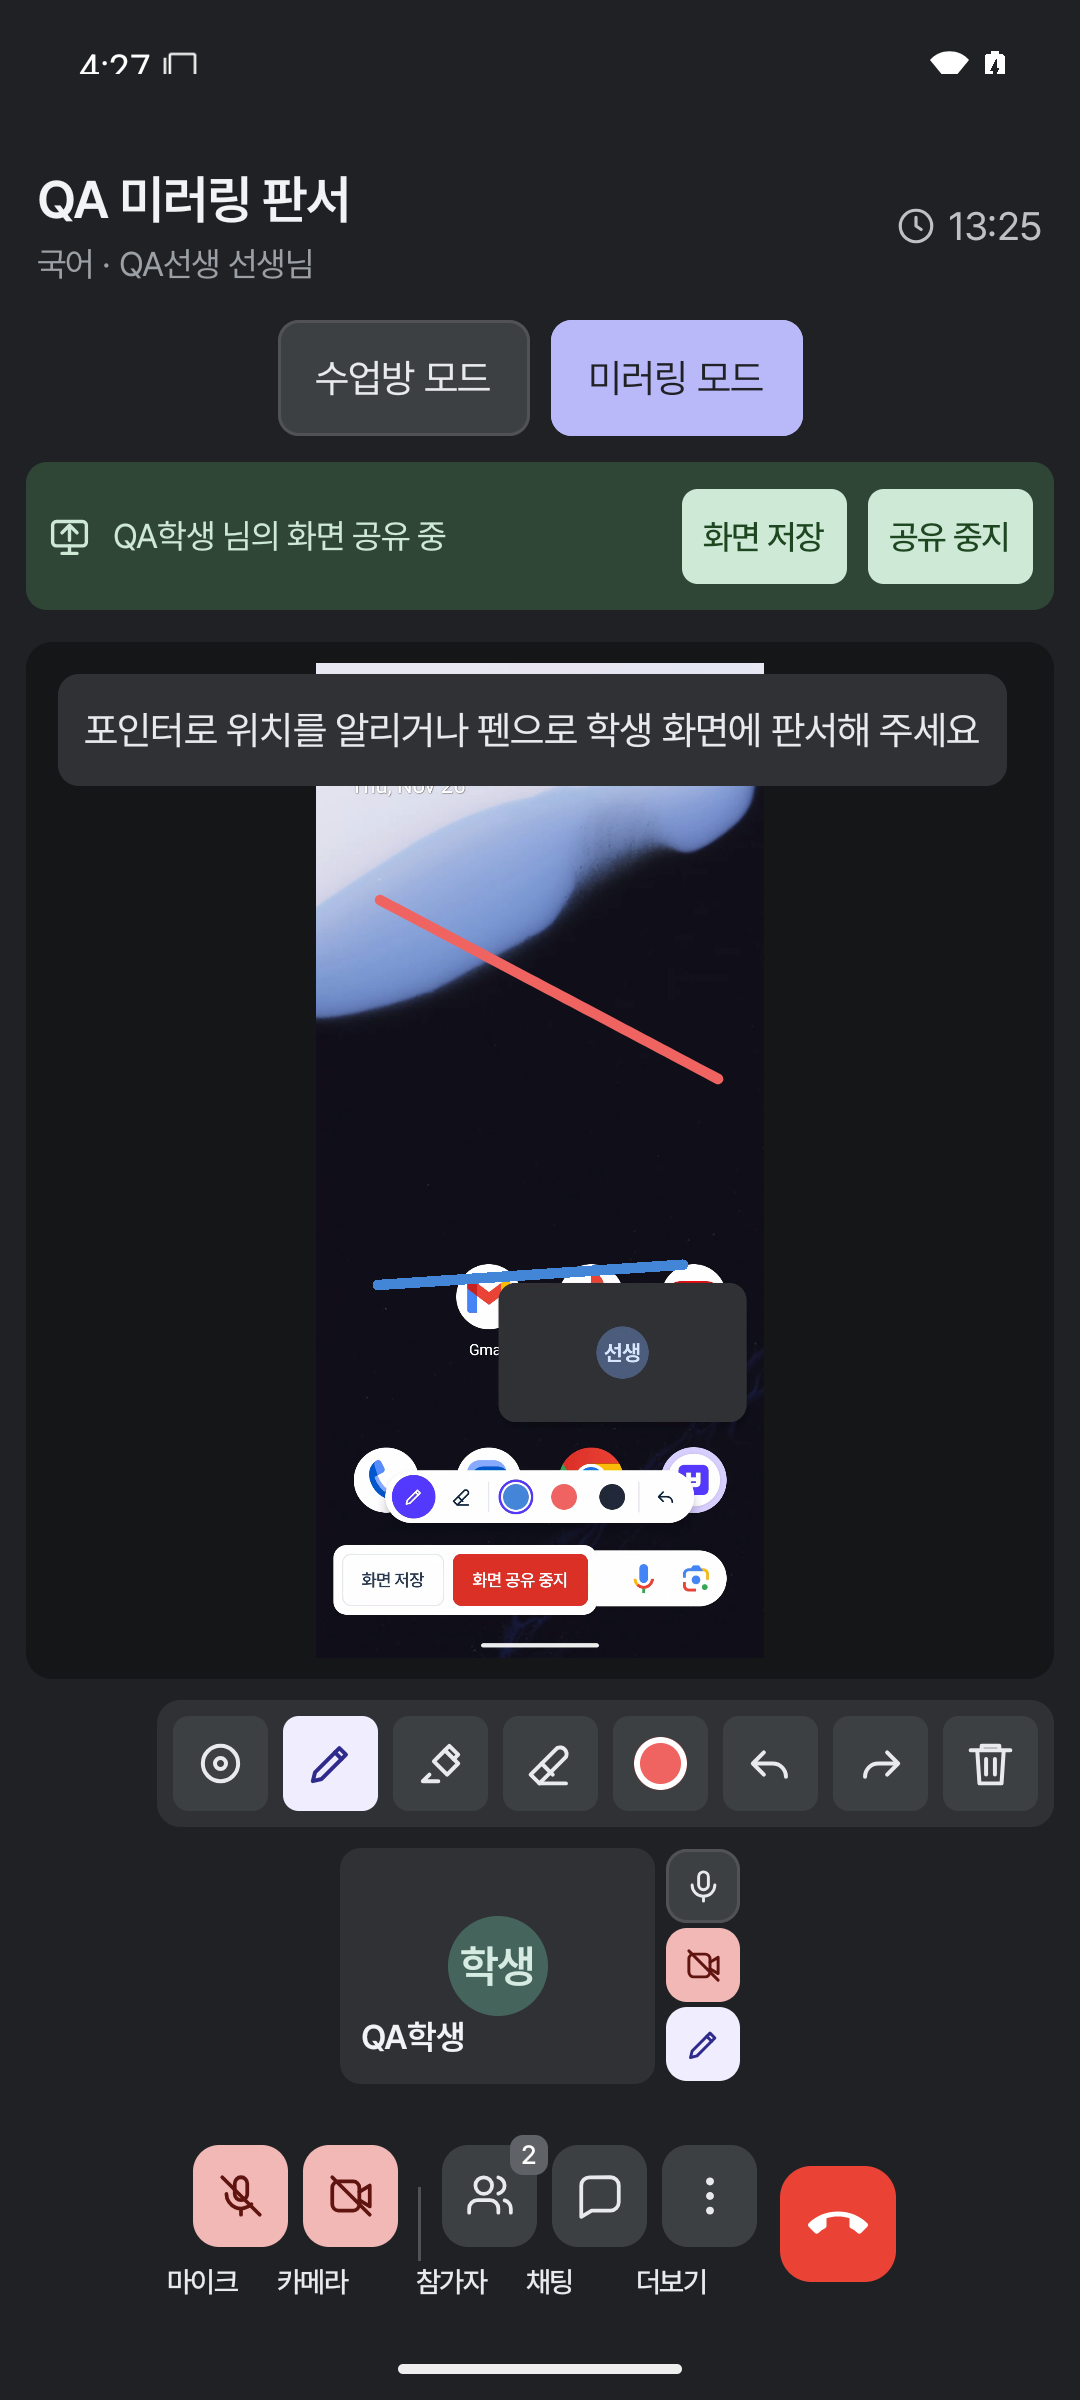 4:27
QA 미러링 판서
국어 · QA선생 선생님
13:25
수업방 모드
미러링 모드
QA학생 님의 화면 공유 중
화면 저장
공유 중지
포인터로 위치를 알리거나 펜으로 학생 화면에 판서해 주세요
Thu, Nov 20
선생
화면 저장
화면 공유 중지
학생
QA학생
2
마이크
카메라
참가자
채팅
더보기